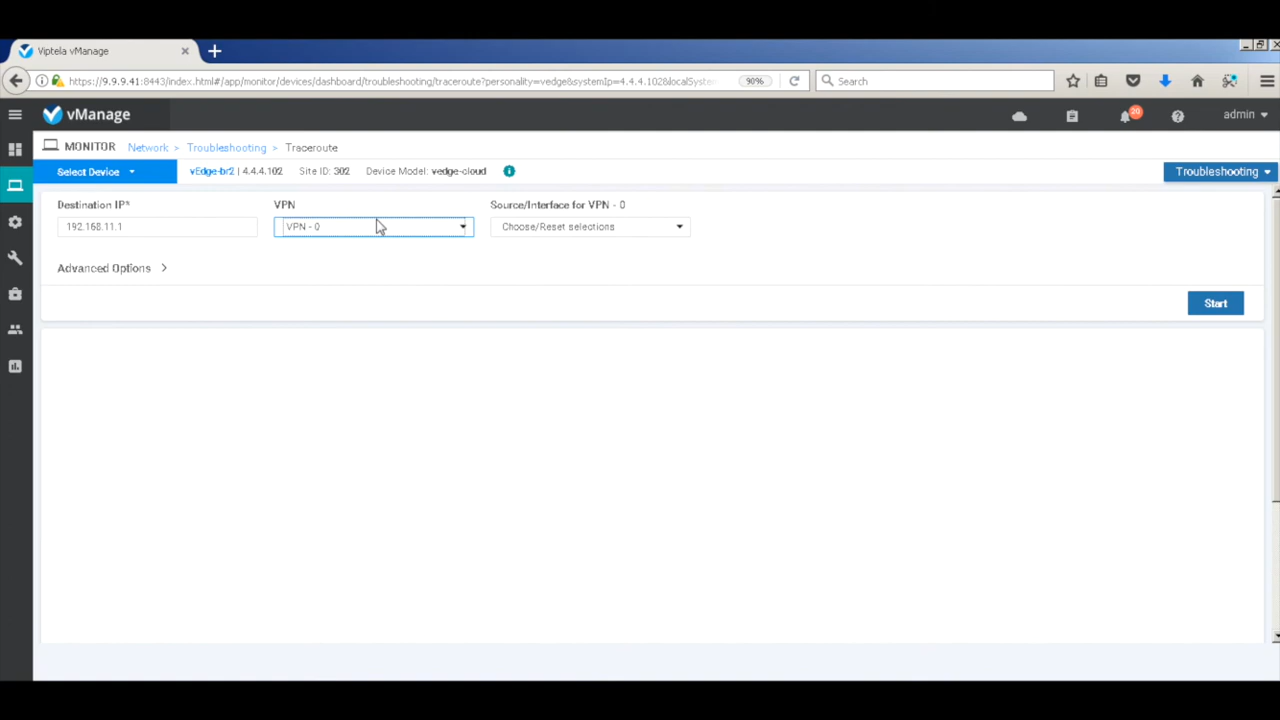 Viptela vManage
https://9.9.9.41:8443/index.html#/app/monitor/devices/dashboard/troubleshooting/traceroute?personality=vedge&systemIp=4.4.4.102&localSystem
90%
Search
vManage
20
admin
MONITOR Network > Troubleshooting > Traceroute
Select Device
vEdge-br2 | 4.4.4.102 Site ID: 302 Device Model: vedge-cloud
Troubleshooting
Destination IP* VPN Source/Interface for VPN - 0
192.168.11.1 VPN - 0 Choose/Reset selections
Advanced Options >
Start